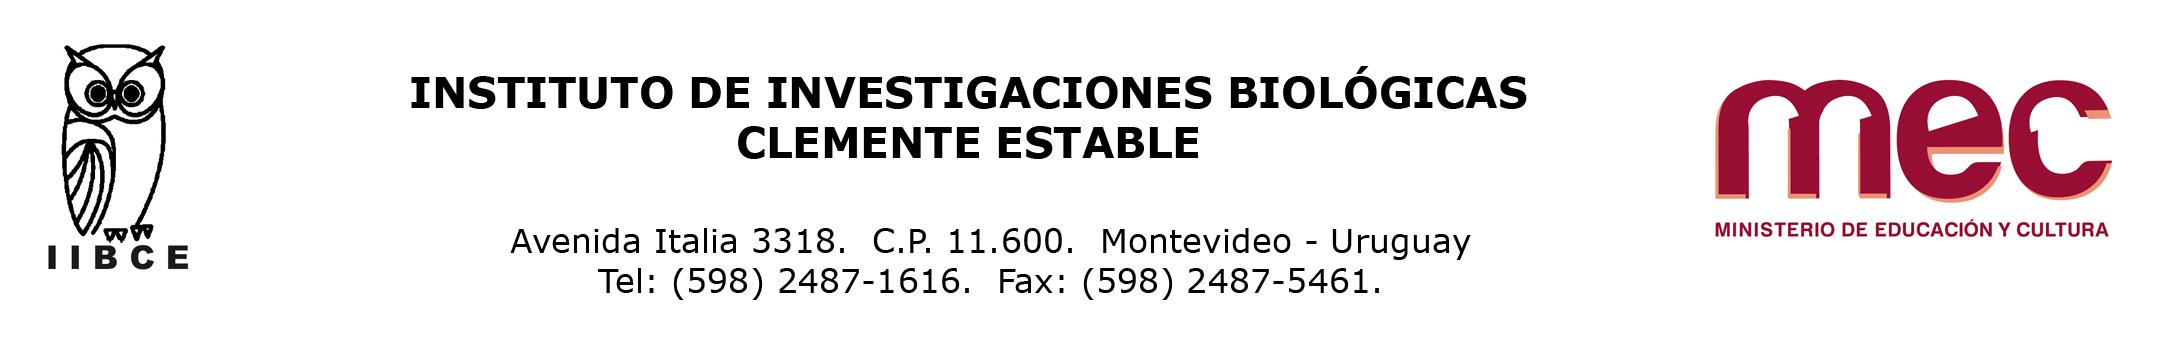 IIBCE
INSTITUTO DE INVESTIGACIONES BIOLÓGICAS
CLEMENTE ESTABLE
Avenida Italia 3318.  C.P. 11.600.  Montevideo - Uruguay
Tel: (598) 2487-1616.  Fax: (598) 2487-5461.
mec
MINISTERIO DE EDUCACIÓN Y CULTURA